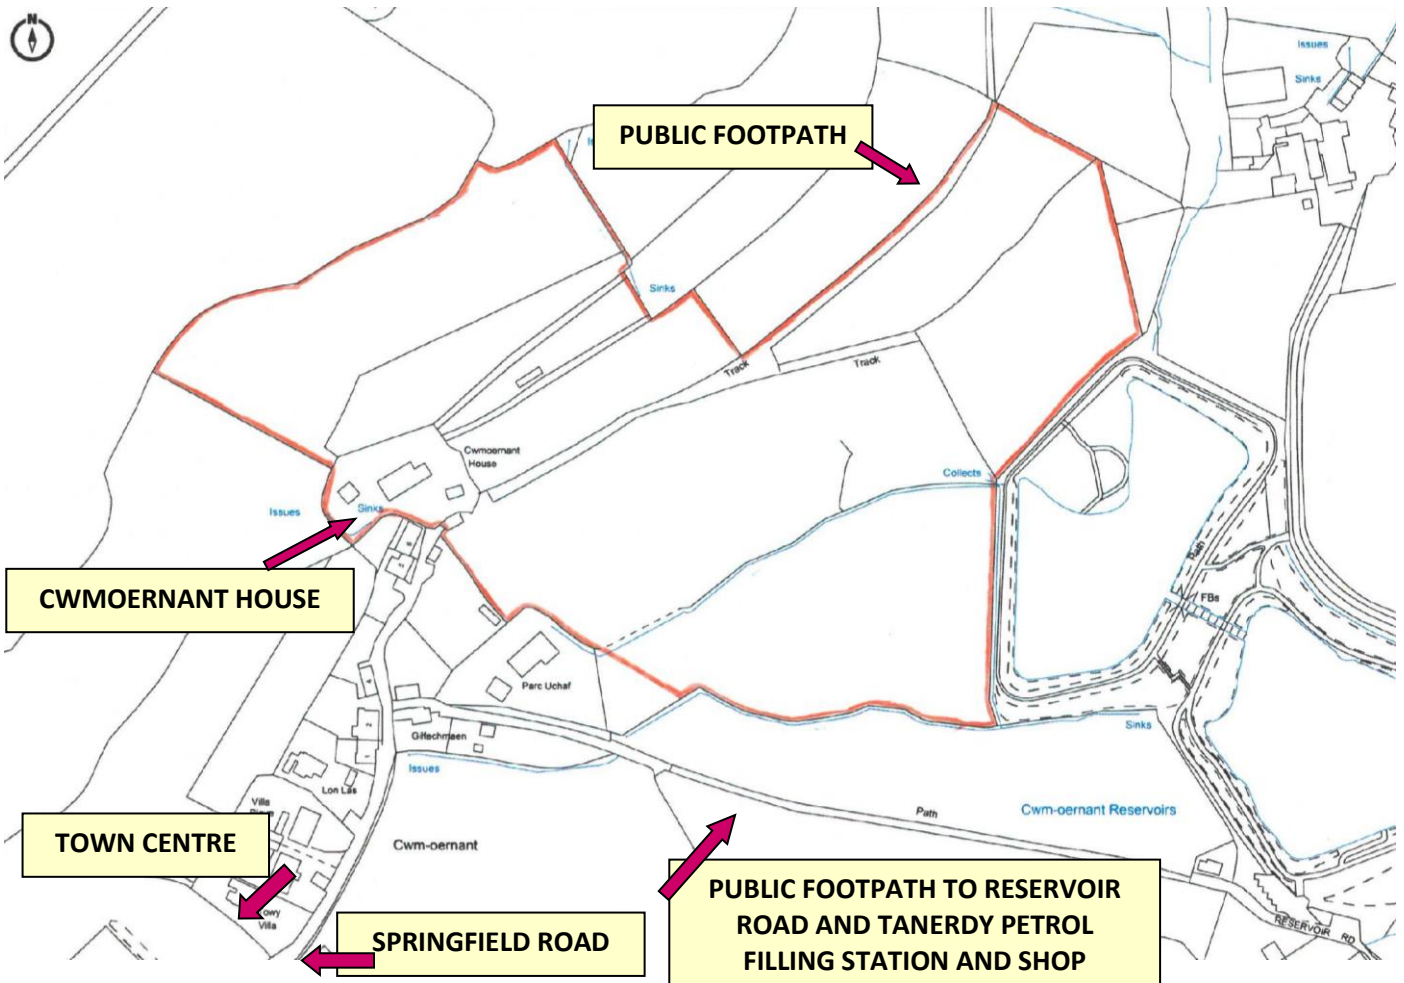 N
Issues
Sinks
PUBLIC FOOTPATH
Sinks
Track
Track
Cwmoernant
House
Collects
Issues
Sinks
CWMOERNANT HOUSE
Path
FBs
Parc Uchaf
Sinks
Issues
Lon Las
Villa
Path
Cwm-oernant Reservoirs
TOWN CENTRE
Cwm-oernant
Villa
PUBLIC FOOTPATH TO RESERVOIR
ROAD AND TANERDY PETROL
FILLING STATION AND SHOP
SPRINGFIELD ROAD
RESERVOIR RD